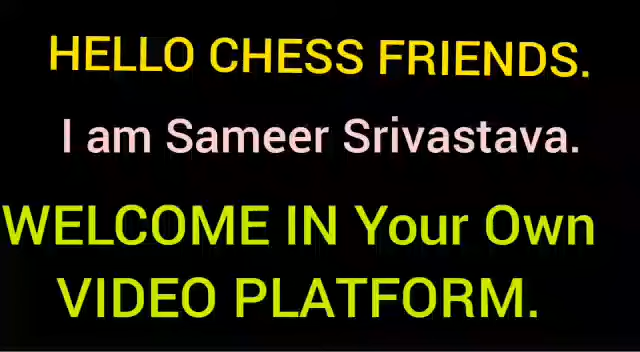 HELLO CHESS FRIENDS.
I am Sameer Srivastava.
WELCOME IN Your Own
VIDEO PLATFORM.